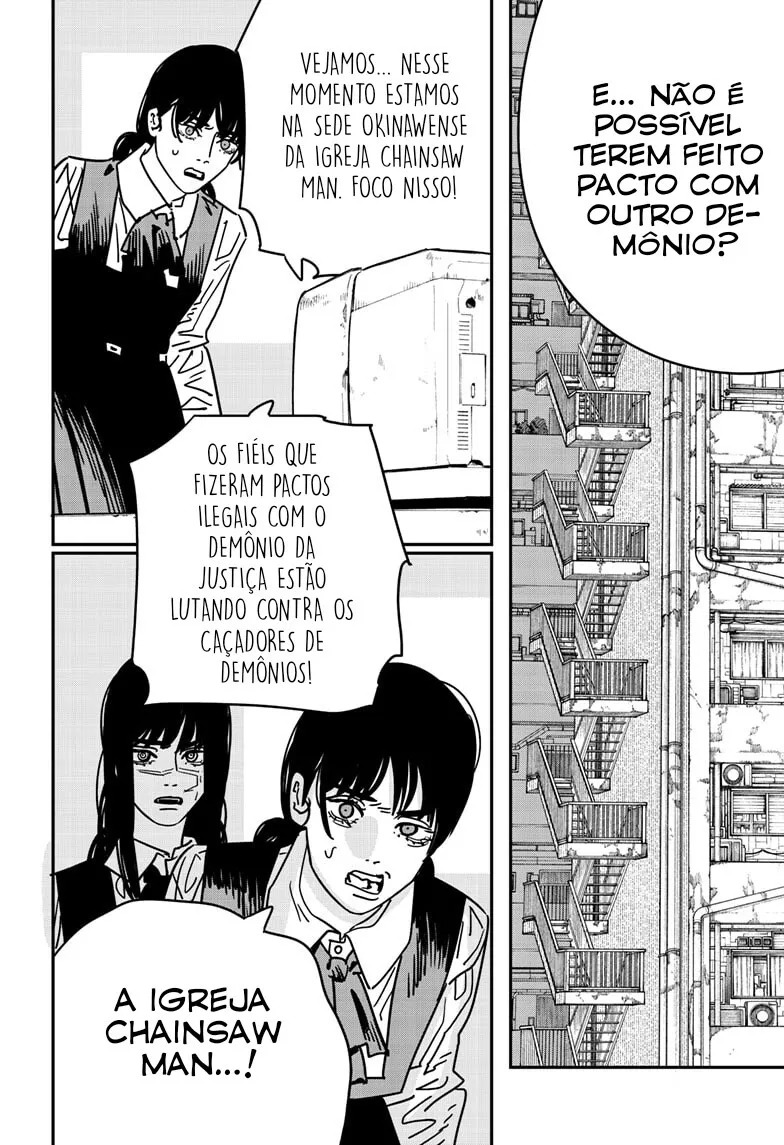 E... NÃO É
POSSÍVEL
TEREM FEITO
PACTO COM
OUTRO DE-
MÔNIO?
VEJAMOS... NESSE
MOMENTO ESTAMOS
NA SEDE OKINAWENSE
DA IGREJA CHAINSAW
MAN. FOCO NISSO!
OS FIÉIS QUE
FIZERAM PACTOS
ILEGAIS COM O
DEMÔNIO DA
JUSTIÇA ESTÃO
LUTANDO CONTRA OS
CAÇADORES DE
DEMÔNIOS!
A IGREJA
CHAINSAW
MAN...!